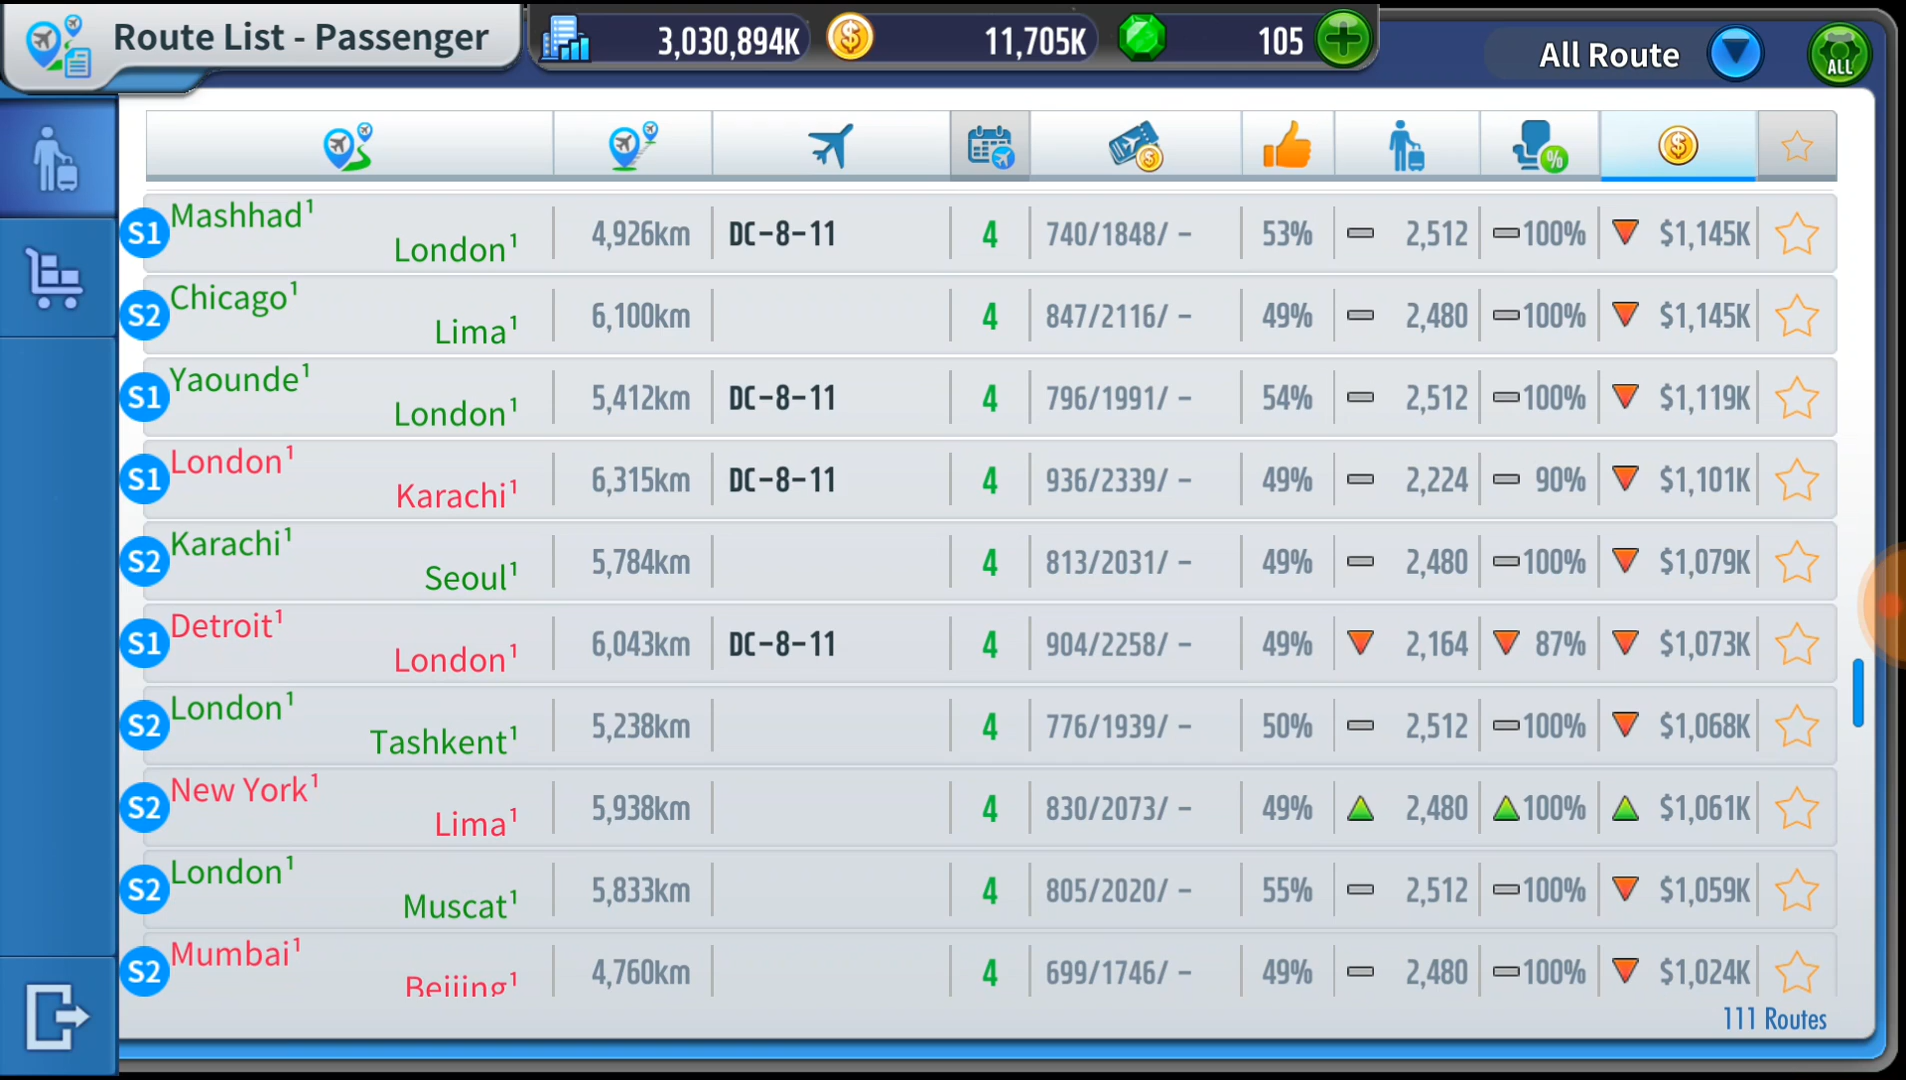 Route List - Passenger
3,030,894K
11,705K
105
All Route
ALL
%
S1 Mashhad¹ London¹ 4,926km DC-8-11 4 740/1848/ - 53% 2,512 100% $1,145K
S2 Chicago¹ Lima¹ 6,100km 4 847/2116/ - 49% 2,480 100% $1,145K
S1 Yaounde¹ London¹ 5,412km DC-8-11 4 796/1991/ - 54% 2,512 100% $1,119K
S1 London¹ Karachi¹ 6,315km DC-8-11 4 936/2339/ - 49% 2,224 90% $1,101K
S2 Karachi¹ Seoul¹ 5,784km 4 813/2031/ - 49% 2,480 100% $1,079K
S1 Detroit¹ London¹ 6,043km DC-8-11 4 904/2258/ - 49% 2,164 87% $1,073K
S2 London¹ Tashkent¹ 5,238km 4 776/1939/ - 50% 2,512 100% $1,068K
S2 New York¹ Lima¹ 5,938km 4 830/2073/ - 49% 2,480 100% $1,061K
S2 London¹ Muscat¹ 5,833km 4 805/2020/ - 55% 2,512 100% $1,059K
S2 Mumbai¹ Beijing¹ 4,760km 4 699/1746/ - 49% 2,480 100% $1,024K
111 Routes